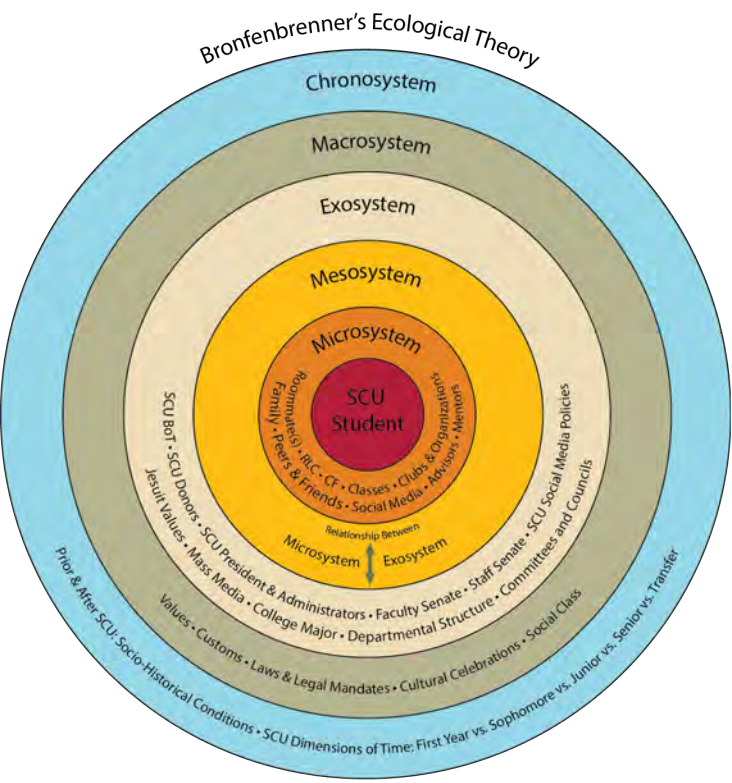 Bronfenbrenner's Ecological Theory
Chronosystem
Macrosystem
Exosystem
Mesosystem
Microsystem
SCU
Student
Roommate(s) • RLC • CF • Classes • Clubs & Organizations
Family • Peers & Friends • Social Media • Advisors • Mentors
Relationship Between
Microsystem
Exosystem
SCU BoT • SCU Donors • SCU President & Administrators • Faculty Senate • Staff Senate • SCU Social Media Policies
Jesuit Values • Mass Media • College Major • Departmental Structure • Committees and Councils
Values • Customs • Laws & Legal Mandates • Cultural Celebrations • Social Class
Prior & After SCU: Socio-Historical Conditions • SCU Dimensions of Time: First Year vs. Sophomore vs. Junior vs. Senior vs. Transfer